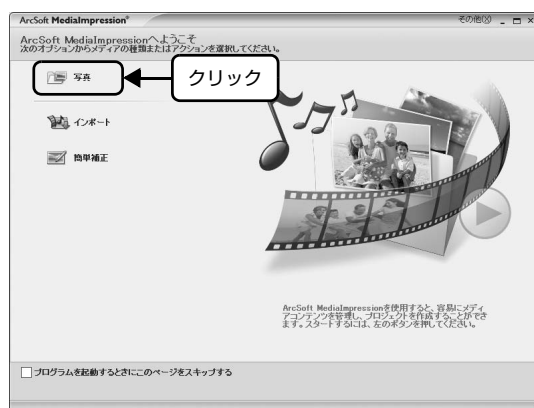 ArcSoft MediaImpression®
その他(X)
ArcSoft MediaImpressionへようこそ
次のオプションからメディアの種類またはアクションを選択してください。
写真
クリック
インポート
簡単補正
ArcSoft MediaImpressionを使用すると、容易にメディ
アコンテンツを管理し、プロジェクトを作成することができ
ます。スタートするには、左のボタンを押してください。
プログラムを起動するときにこのページをスキップする